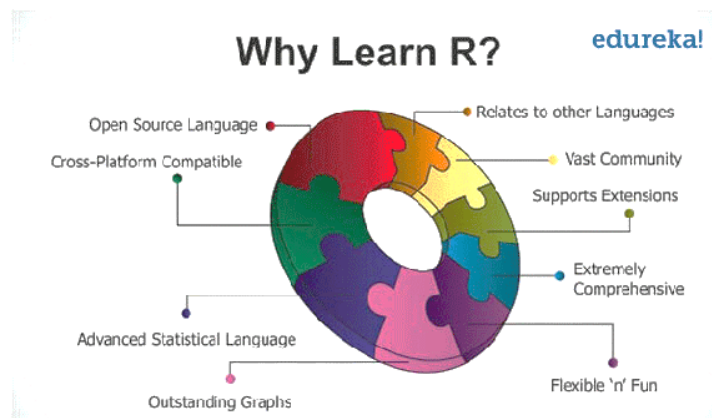 Why Learn R?
edureka!
Open Source Language
Relates to other Languages
Cross-Platform Compatible
Vast Community
Supports Extensions
Extremely
Comprehensive
Advanced Statistical Language
Flexible 'n' Fun
Outstanding Graphs